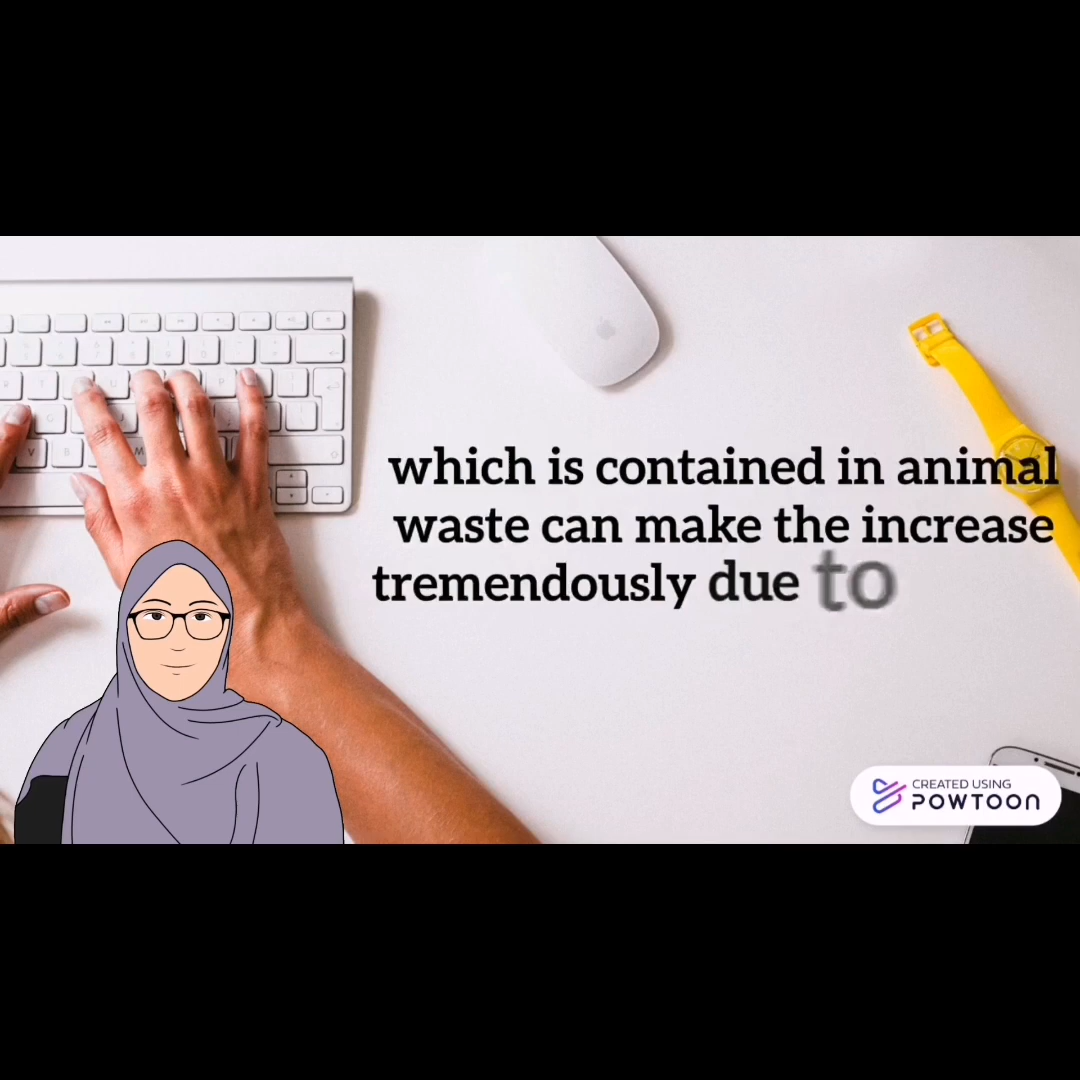 which is contained in animal
waste can make the increase
tremendously due to
CREATED USING
POWTOON